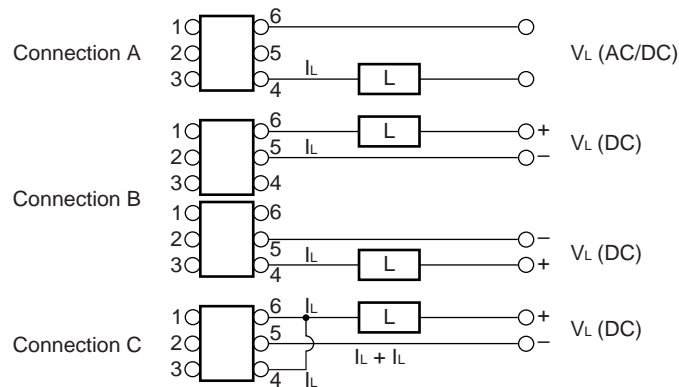 Connection A
1 6
2 5
3 4
IL L
VL (AC/DC)
Connection B
1 6
2 5
3 4
L
IL
+
−
VL (DC)
1 6
2 5
3 4
IL L
−
+
VL (DC)
Connection C
1 6
2 5
3 4
IL L
IL + IL
IL
+
−
VL (DC)